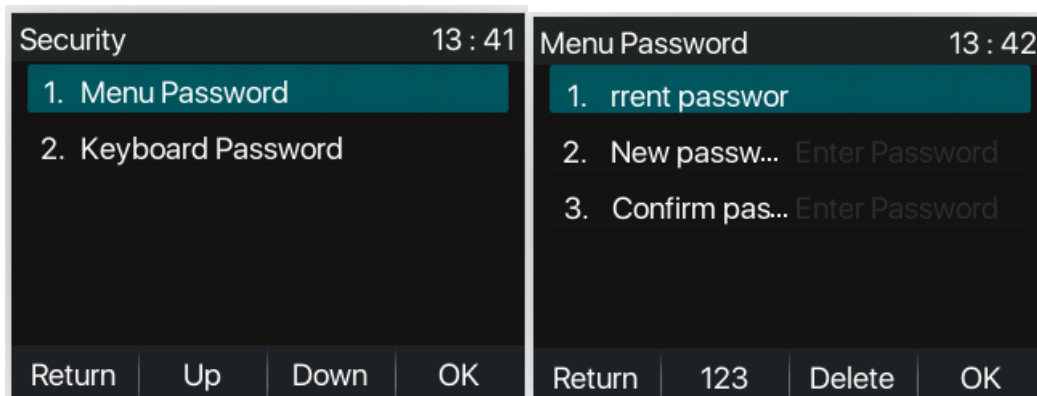 Security 13 : 41
1. Menu Password
2. Keyboard Password
Return Up Down OK
Menu Password 13 : 42
1. rrent passwor
2. New passw... Enter Password
3. Confirm pas... Enter Password
Return 123 Delete OK